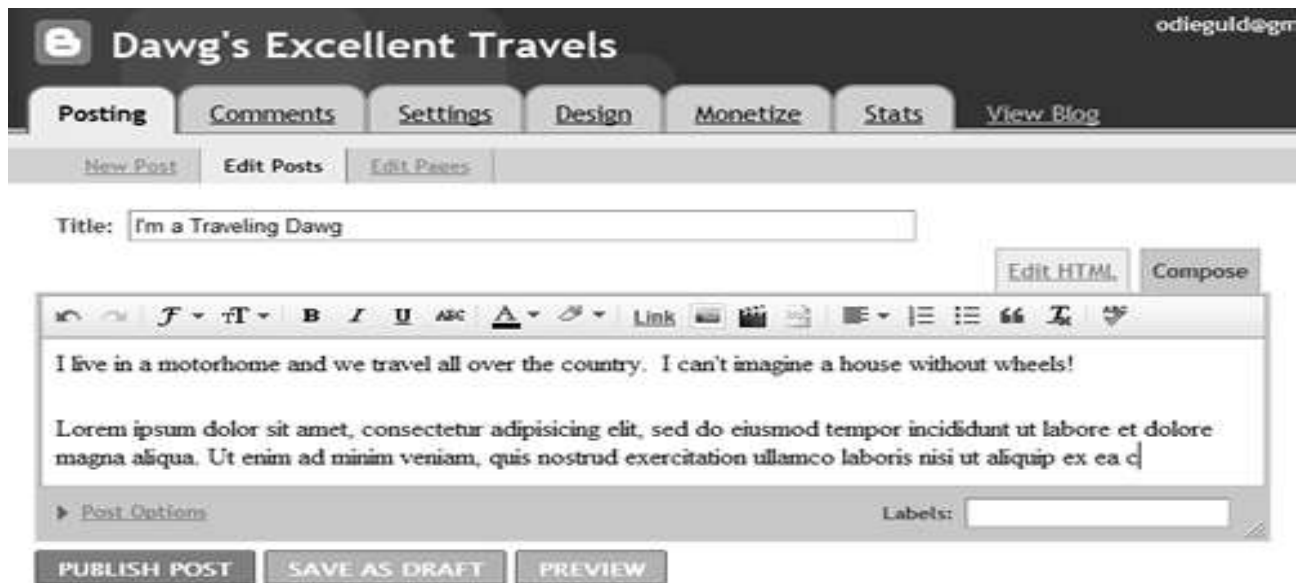 odieguld@gm
Dawg's Excellent Travels
Posting Comments Settings Design Monetize Stats View Blog
New Post Edit Posts Edit Pages
Title: I'm a Traveling Dawg
Edit HTML Compose
B I U ABC A Link
I live in a motorhome and we travel all over the country. I can't imagine a house without wheels!
Lorem ipsum dolor sit amet, consectetur adipisicing elit, sed do eiusmod tempor incididunt ut labore et dolore
magna aliqua. Ut enim ad minim veniam, quis nostrud exercitation ullamco laboris nisi ut aliquip ex ea c
Post Options Labels:
PUBLISH POST SAVE AS DRAFT PREVIEW